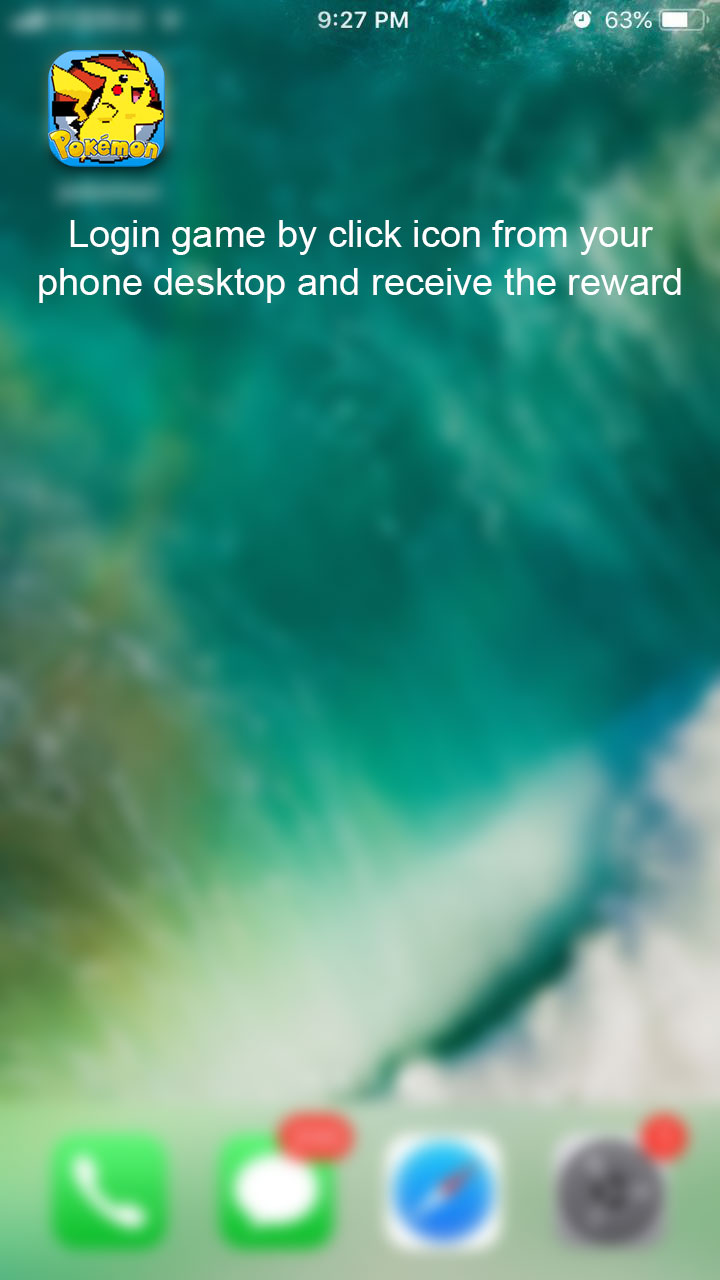 9:27 PM
63%
Pokémon
Login game by click icon from your
phone desktop and receive the reward